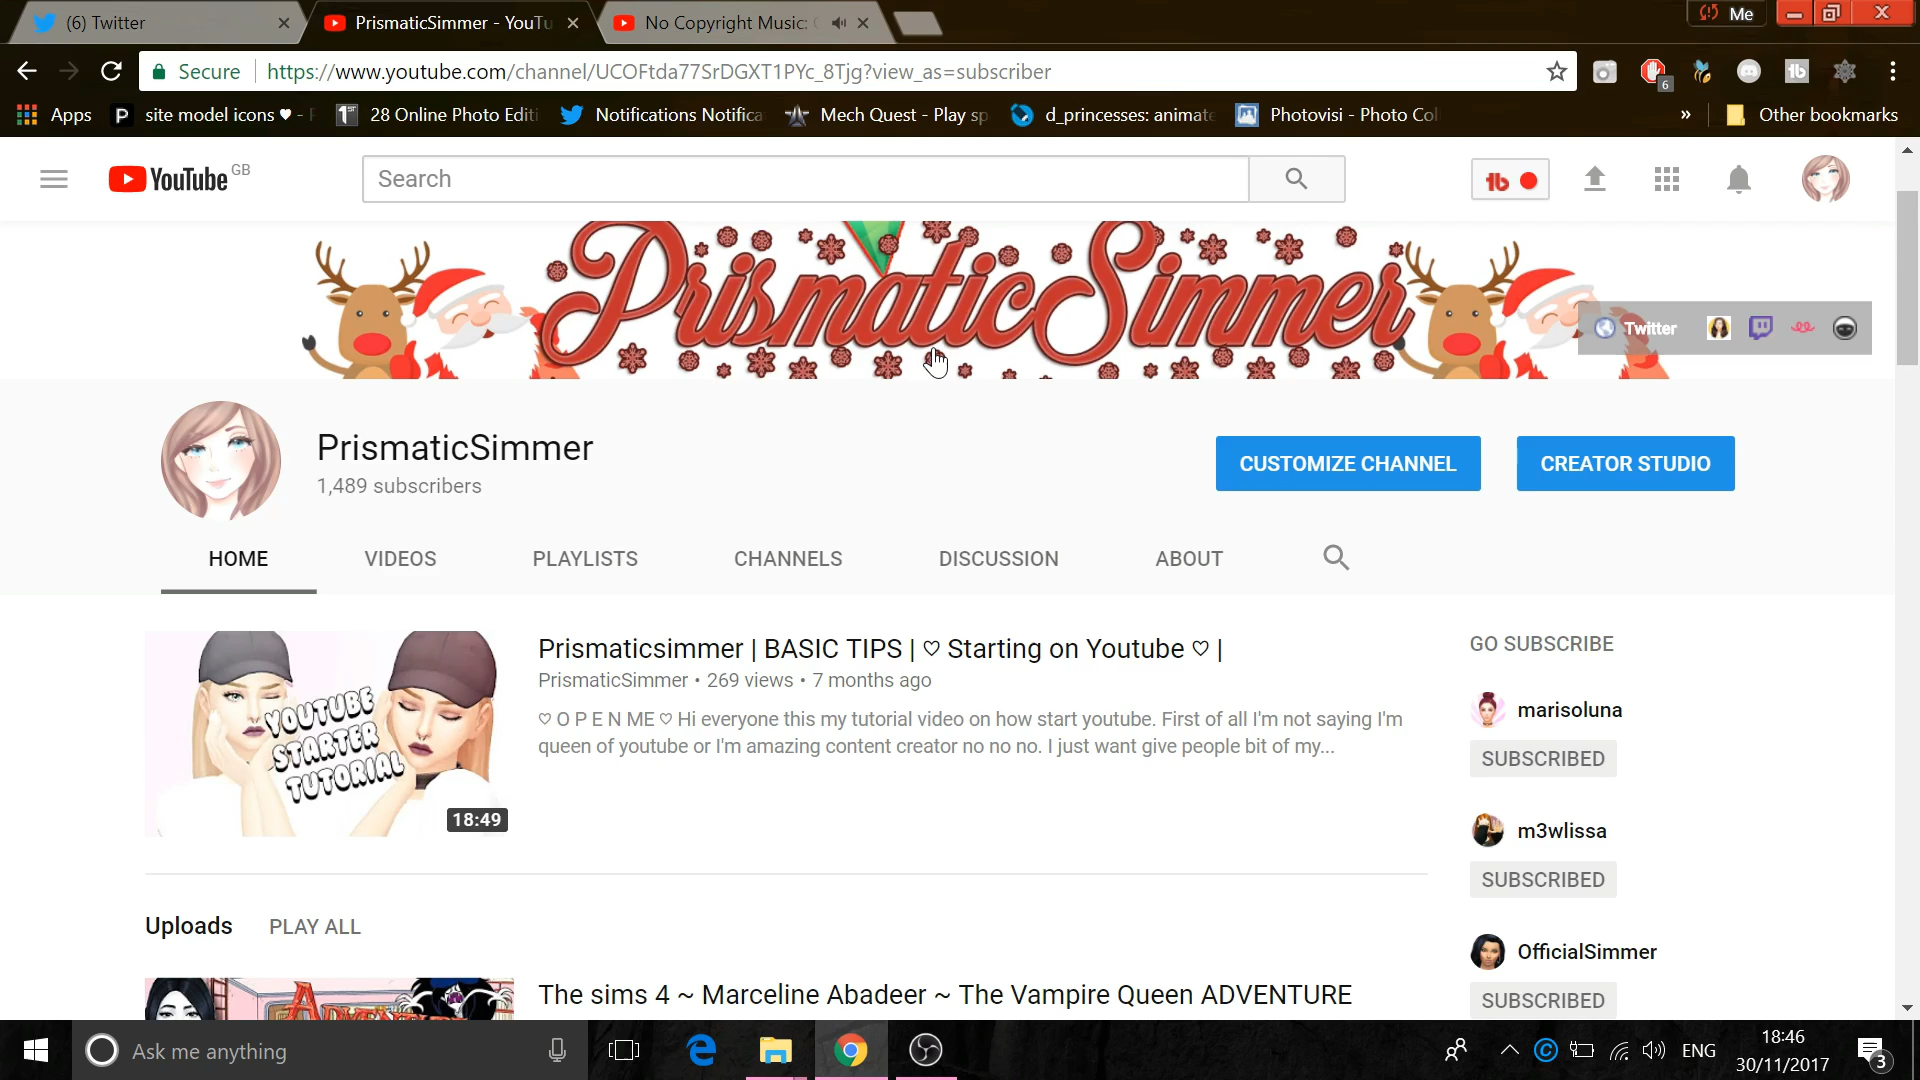 (6) Twitter
PrismaticSimmer - YouTu
No Copyright Music:
Me
Secure
https://www.youtube.com/channel/UCOFtda77SrDGXT1PYc_8Tjg?view_as=subscriber
6
Apps
site model icons ♥ -
28 Online Photo Edit
Notifications Notifica
Mech Quest - Play sp
d_princesses: animate
Photovisi - Photo Col
»
Other bookmarks
YouTube GB
Search
PrismaticSimmer
Twitter
PrismaticSimmer
1,489 subscribers
CUSTOMIZE CHANNEL
CREATOR STUDIO
HOME
VIDEOS
PLAYLISTS
CHANNELS
DISCUSSION
ABOUT
YOUTUBE
STARTER
TUTORIAL
18:49
Prismaticsimmer | BASIC TIPS | ♡ Starting on Youtube ♡ |
PrismaticSimmer • 269 views • 7 months ago
♡ O P E N ME ♡ Hi everyone this my tutorial video on how start youtube. First of all I'm not saying I'm
queen of youtube or I'm amazing content creator no no no. I just want give people bit of my...
GO SUBSCRIBE
marisoluna
SUBSCRIBED
m3wlissa
SUBSCRIBED
OfficialSimmer
SUBSCRIBED
Uploads
PLAY ALL
The sims 4 ~ Marceline Abadeer ~ The Vampire Queen ADVENTURE
Ask me anything
ENG
18:46
30/11/2017
3